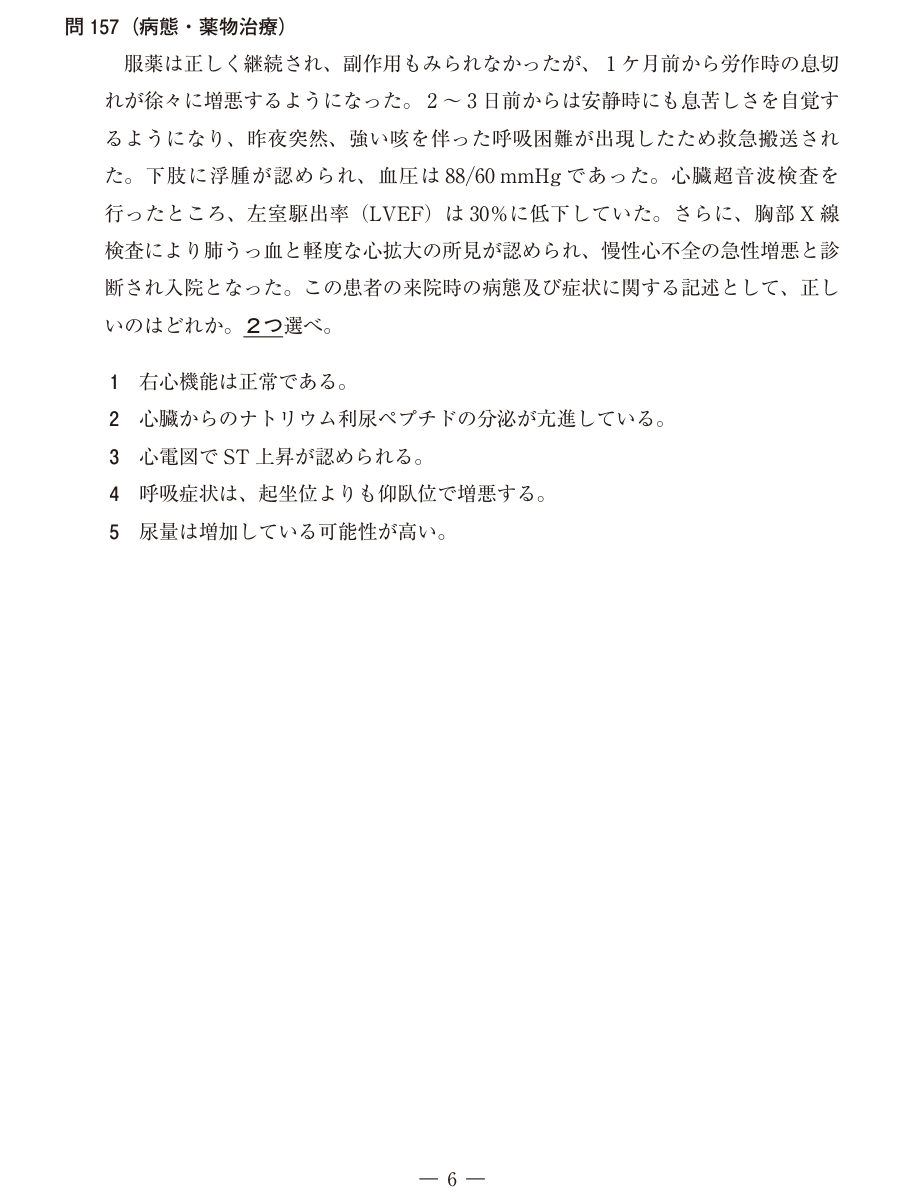 問 157（病態・薬物治療）
服薬は正しく継続され、副作用もみられなかったが、1ケ月前から労作時の息切
れが徐々に増悪するようになった。2～3日前からは安静時にも息苦しさを自覚す
るようになり、昨夜突然、強い咳を伴った呼吸困難が出現したため救急搬送され
た。下肢に浮腫が認められ、血圧は 88/60 mmHg であった。心臓超音波検査を
行ったところ、左室駆出率（LVEF）は 30％に低下していた。さらに、胸部 X 線
検査により肺うっ血と軽度な心拡大の所見が認められ、慢性心不全の急性増悪と診
断され入院となった。この患者の来院時の病態及び症状に関する記述として、正し
いのはどれか。2つ選べ。
1 右心機能は正常である。
2 心臓からのナトリウム利尿ペプチドの分泌が亢進している。
3 心電図で ST 上昇が認められる。
4 呼吸症状は、起坐位よりも仰臥位で増悪する。
5 尿量は増加している可能性が高い。
― 6 ―